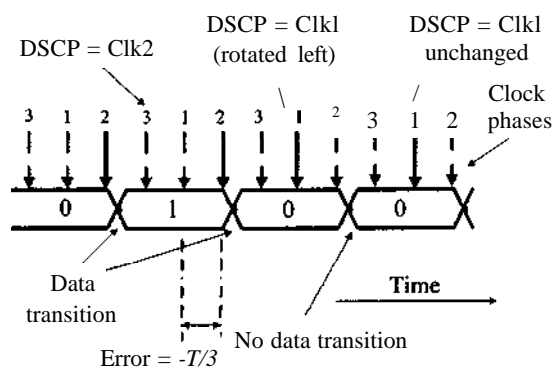 DSCP = Clk2
DSCP = Clkl
(rotated left)
DSCP = Clkl
unchanged
Clock
phases
3 1 2 3 1 2 3 1 2 3 1 2
0 1 0 0
Data
transition
Time
No data transition
Error = -T/3